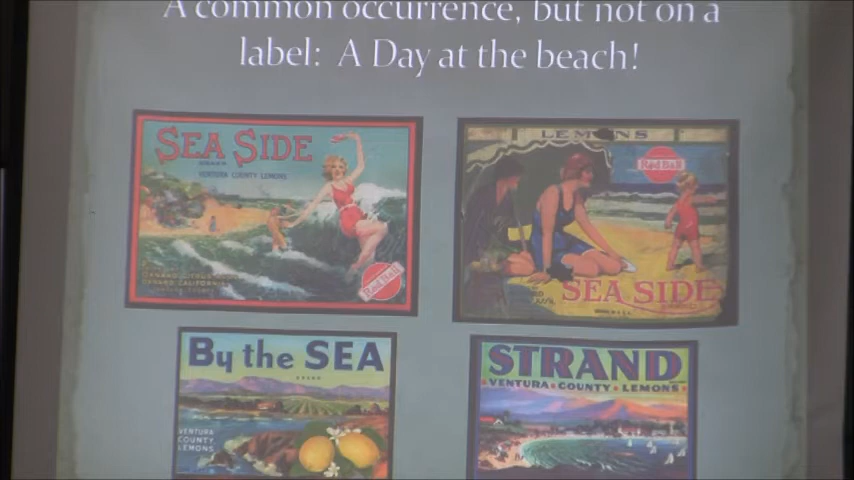 A common occurrence, but not on a
label: A Day at the beach!
SEA SIDE
VENTURA COUNTY LEMONS
Red Ball
LEMONS
Red Ball
SEA SIDE
By the SEA
BRAND
VENTURA
COUNTY
LEMONS
STRAND
VENTURA COUNTY LEMONS